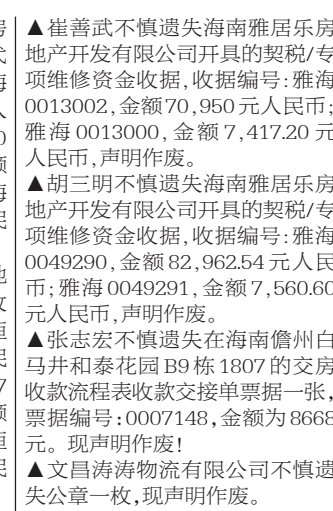 ▲崔善武不慎遗失海南雅居乐房
地产开发有限公司开具的契税/专
项维修资金收据,收据编号:雅海
0013002,金额70,950元人民币;
雅海0013000,金额7,417.20元
人民币,声明作废。
▲胡三明不慎遗失海南雅居乐房
地产开发有限公司开具的契税/专
项维修资金收据,收据编号:雅海
0049290,金额82,962.54元人民
币;雅海0049291,金额7,560.60
元人民币,声明作废。
▲张志宏不慎遗失在海南儋州白
马井和泰花园B9栋1807的交房
收款流程表收款交接单票据一张,
票据编号:0007148,金额为8668
元。现声明作废!
▲文昌涛涛物流有限公司不慎遗
失公章一枚,现声明作废。